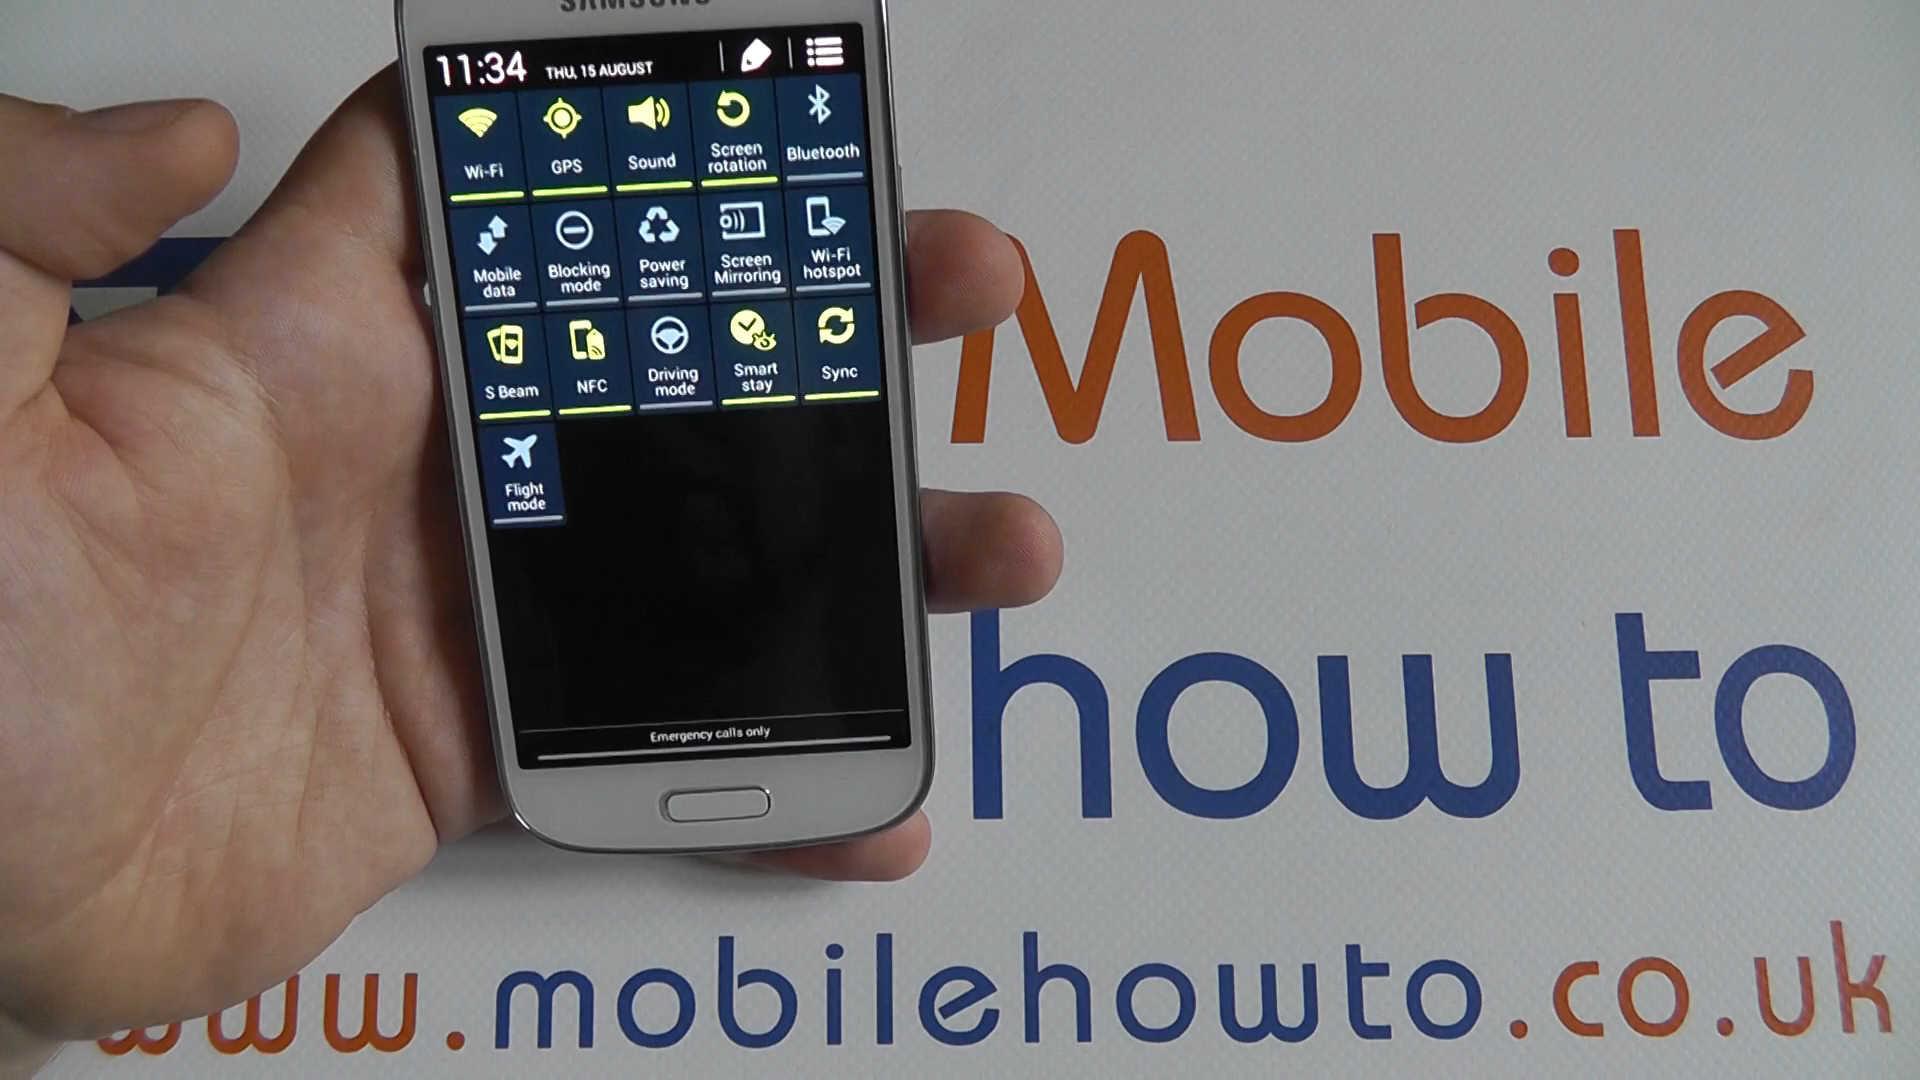 SAMSUNG
11:34 THU, 15 AUGUST
Wi-Fi GPS Sound Screen rotation Bluetooth
Mobile data Blocking mode Power saving Screen Mirroring Wi-Fi hotspot
S Beam NFC Driving mode Smart stay Sync
Flight mode
Emergency calls only
Mobile
how to
www.mobilehowto.co.uk